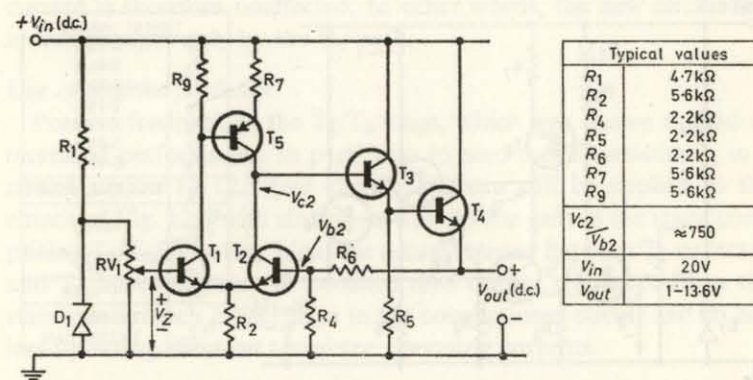 +Vin(d.c.)
R9
R7
R1
T5
T3
Vc2
T4
Vb2
RV1
T1
T2
R6
+
+
Vout(d.c.)
D1
Vz
R2
R4
R5
−
−
Typical values
R1 4·7kΩ
R2 5·6kΩ
R4 2·2kΩ
R5 2·2kΩ
R6 2·2kΩ
R7 5·6kΩ
R9 5·6kΩ
Vc2/Vb2 ≈750
Vin 20V
Vout 1-13·6V